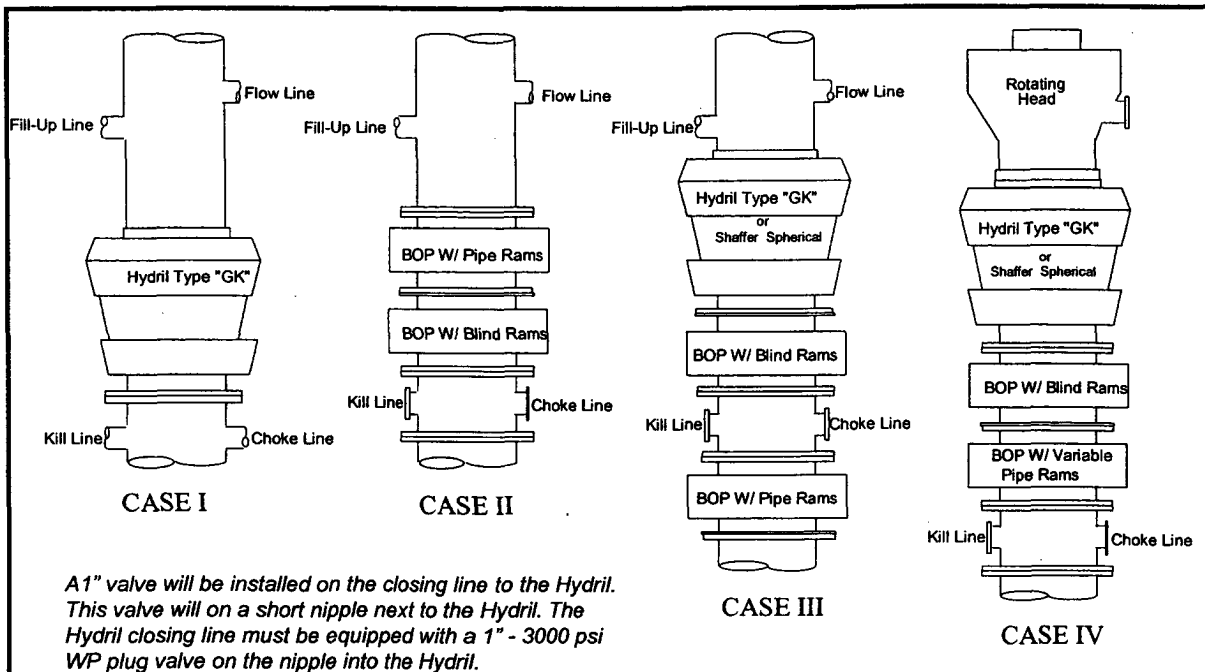 Flow Line
Fill-Up Line
Hydril Type "GK"
Kill Line
Choke Line
CASE I
Flow Line
Fill-Up Line
BOP W/ Pipe Rams
BOP W/ Blind Rams
Kill Line
Choke Line
CASE II
Flow Line
Fill-Up Line
Hydril Type "GK"
or
Shaffer Spherical
BOP W/ Blind Rams
Kill Line
Choke Line
BOP W/ Pipe Rams
CASE III
Rotating
Head
Hydril Type "GK"
or
Shaffer Spherical
BOP W/ Blind Rams
BOP W/ Variable
Pipe Rams
Kill Line
Choke Line
CASE IV
A1" valve will be installed on the closing line to the Hydril.
This valve will on a short nipple next to the Hydril. The
Hydril closing line must be equipped with a 1" - 3000 psi
WP plug valve on the nipple into the Hydril.